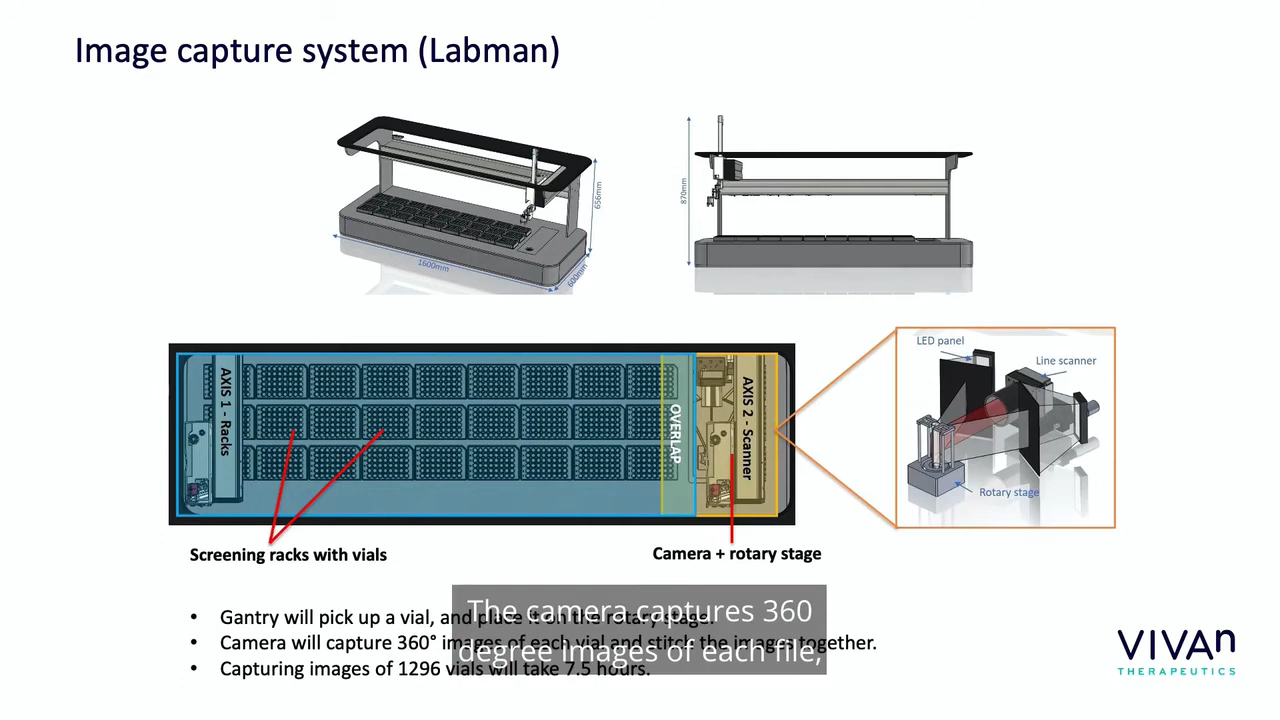 Image capture system (Labman)
656mm
1600mm
600mm
870mm
AXIS 1 - Racks
OVERLAP
AXIS 2 - Scanner
LED panel
Line scanner
Rotary stage
Screening racks with vials
Camera + rotary stage
• Gantry will pick up a vial, and place it on the rotary stage.
• Camera will capture 360° images of each vial and stitch the images together.
• Capturing images of 1296 vials will take 7.5 hours.
The camera captures 360
degree images of each file,
VIVAn
THERAPEUTICS